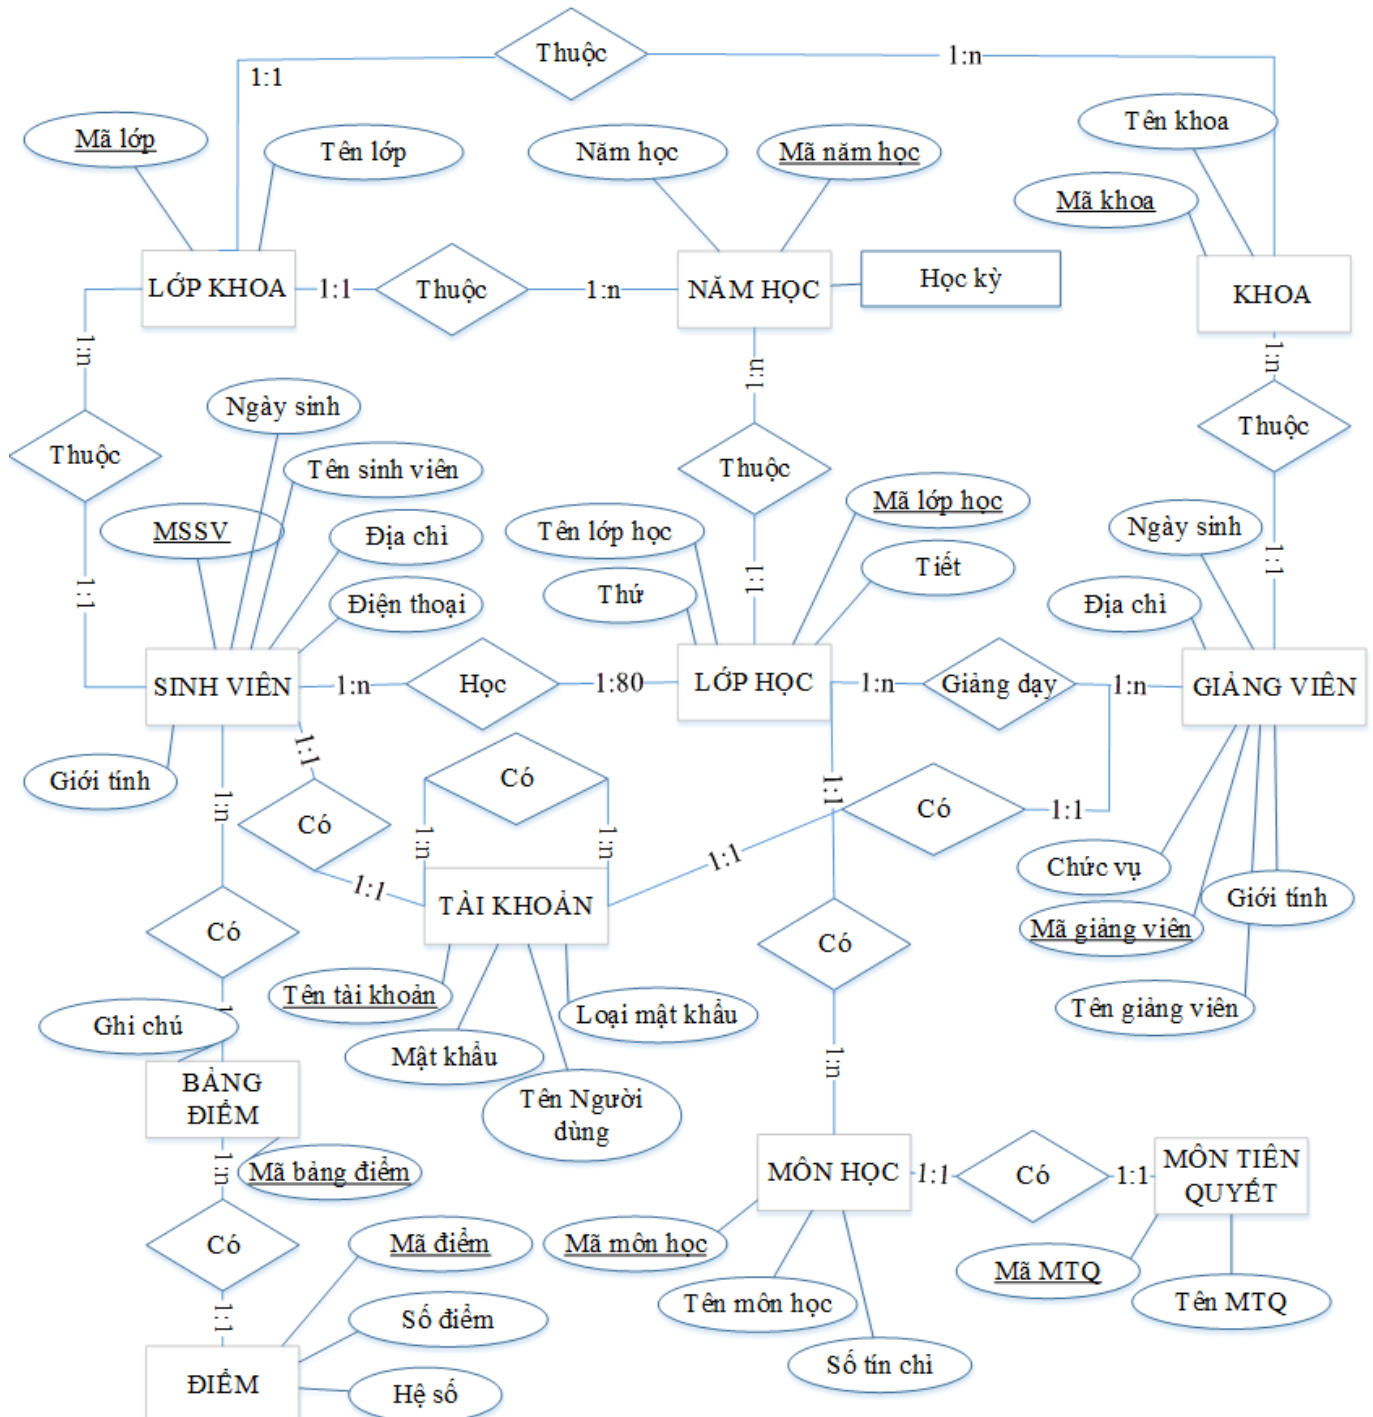 Thuộc
1:n
1:1
Tên khoa
Mã lớp
Tên lớp
Năm học
Mã năm học
Mã khoa
LỚP KHOA
1:1
Thuộc
1:n
NĂM HỌC
Học kỳ
KHOA
1:n
1:n
1:n
Ngày sinh
Thuộc
Thuộc
Tên sinh viên
Thuộc
Mã lớp học
MSSV
Địa chỉ
Tên lớp học
Ngày sinh
Tiết
1:1
1:1
1:1
Điện thoại
Thứ
Địa chỉ
SINH VIÊN
1:n
Học
1:80
LỚP HỌC
1:n
Giảng dạy
1:n
GIẢNG VIÊN
1:1
Giới tính
Có
1:n
1:1
Có
1:1
Có
1:n
1:n
1:1
Chức vụ
1:1
TÀI KHOẢN
Giới tính
Có
Mã giảng viên
Có
Tên tài khoản
Loại mật khẩu
Tên giảng viên
Ghi chú
Mật khẩu
1:n
BẢNG
ĐIỂM
Tên Người
dùng
1:n
Mã bảng điểm
MÔN HỌC
1:1
Có
1:1
MÔN TIÊN
QUYẾT
Có
Mã điểm
Mã môn học
Mã MTQ
Tên môn học
Tên MTQ
1:1
Số điểm
Số tín chỉ
ĐIỂM
Hệ số